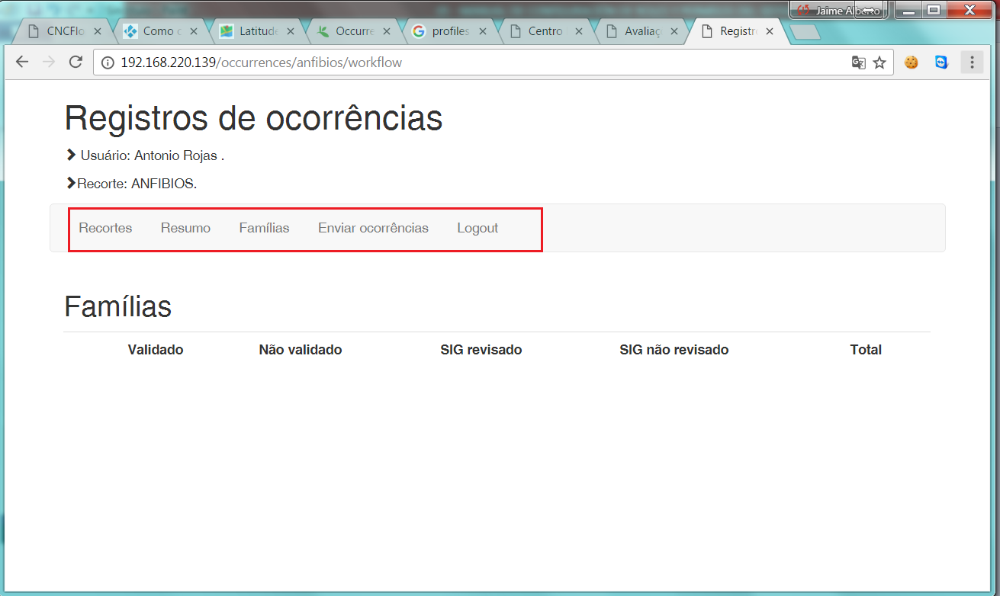 Jaime Alberto
CNCFlo Como Latitude Occurre profiles Centro Avaliaç Registro
192.168.220.139/occurrences/anfibios/workflow
Registros de ocorrências
Usuário: Antonio Rojas .
Recorte: ANFIBIOS.
Recortes Resumo Famílias Enviar ocorrências Logout
Famílias
Validado Não validado SIG revisado SIG não revisado Total